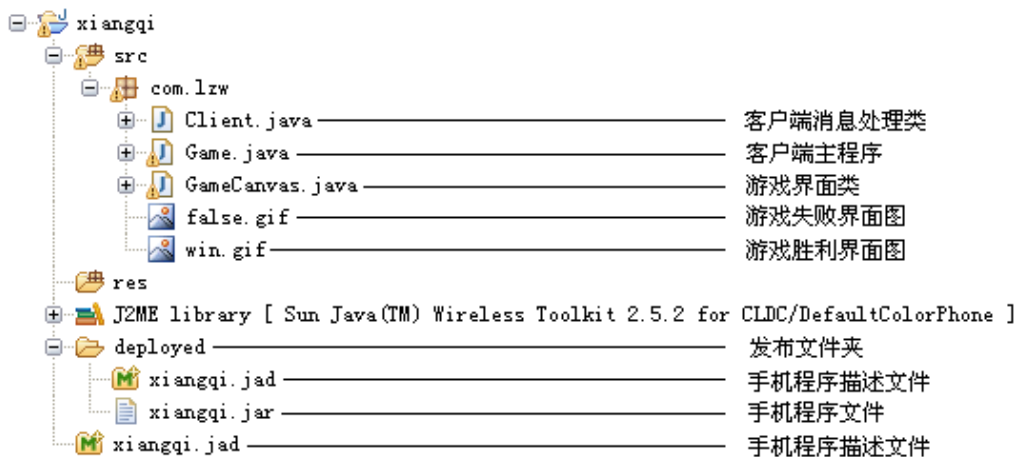 xiangqi
src
com.lzw
Client.java 客户端消息处理类
Game.java 客户端主程序
GameCanvas.java 游戏界面类
false.gif 游戏失败界面图
win.gif 游戏胜利界面图
res
J2ME library [ Sun Java(TM) Wireless Toolkit 2.5.2 for CLDC/DefaultColorPhone ]
deployed 发布文件夹
xiangqi.jad 手机程序描述文件
xiangqi.jar 手机程序文件
xiangqi.jad 手机程序描述文件